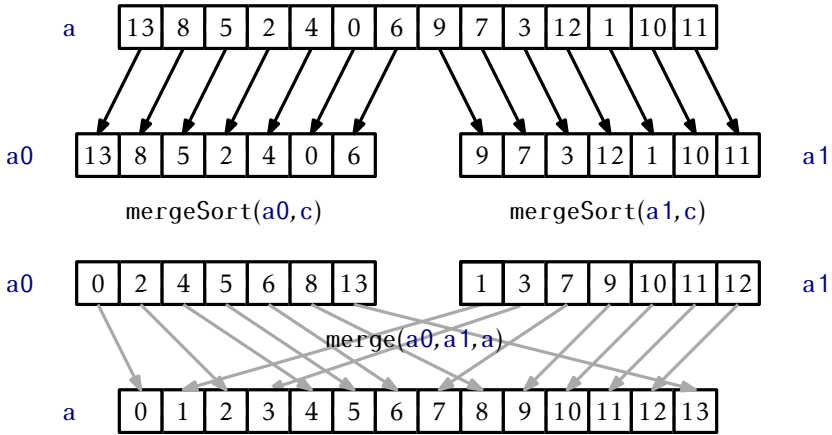 a 13 8 5 2 4 0 6 9 7 3 12 1 10 11
a0 13 8 5 2 4 0 6 9 7 3 12 1 10 11 a1
mergeSort(a0,c) mergeSort(a1,c)
a0 0 2 4 5 6 8 13 1 3 7 9 10 11 12 a1
merge(a0,a1,a)
a 0 1 2 3 4 5 6 7 8 9 10 11 12 13